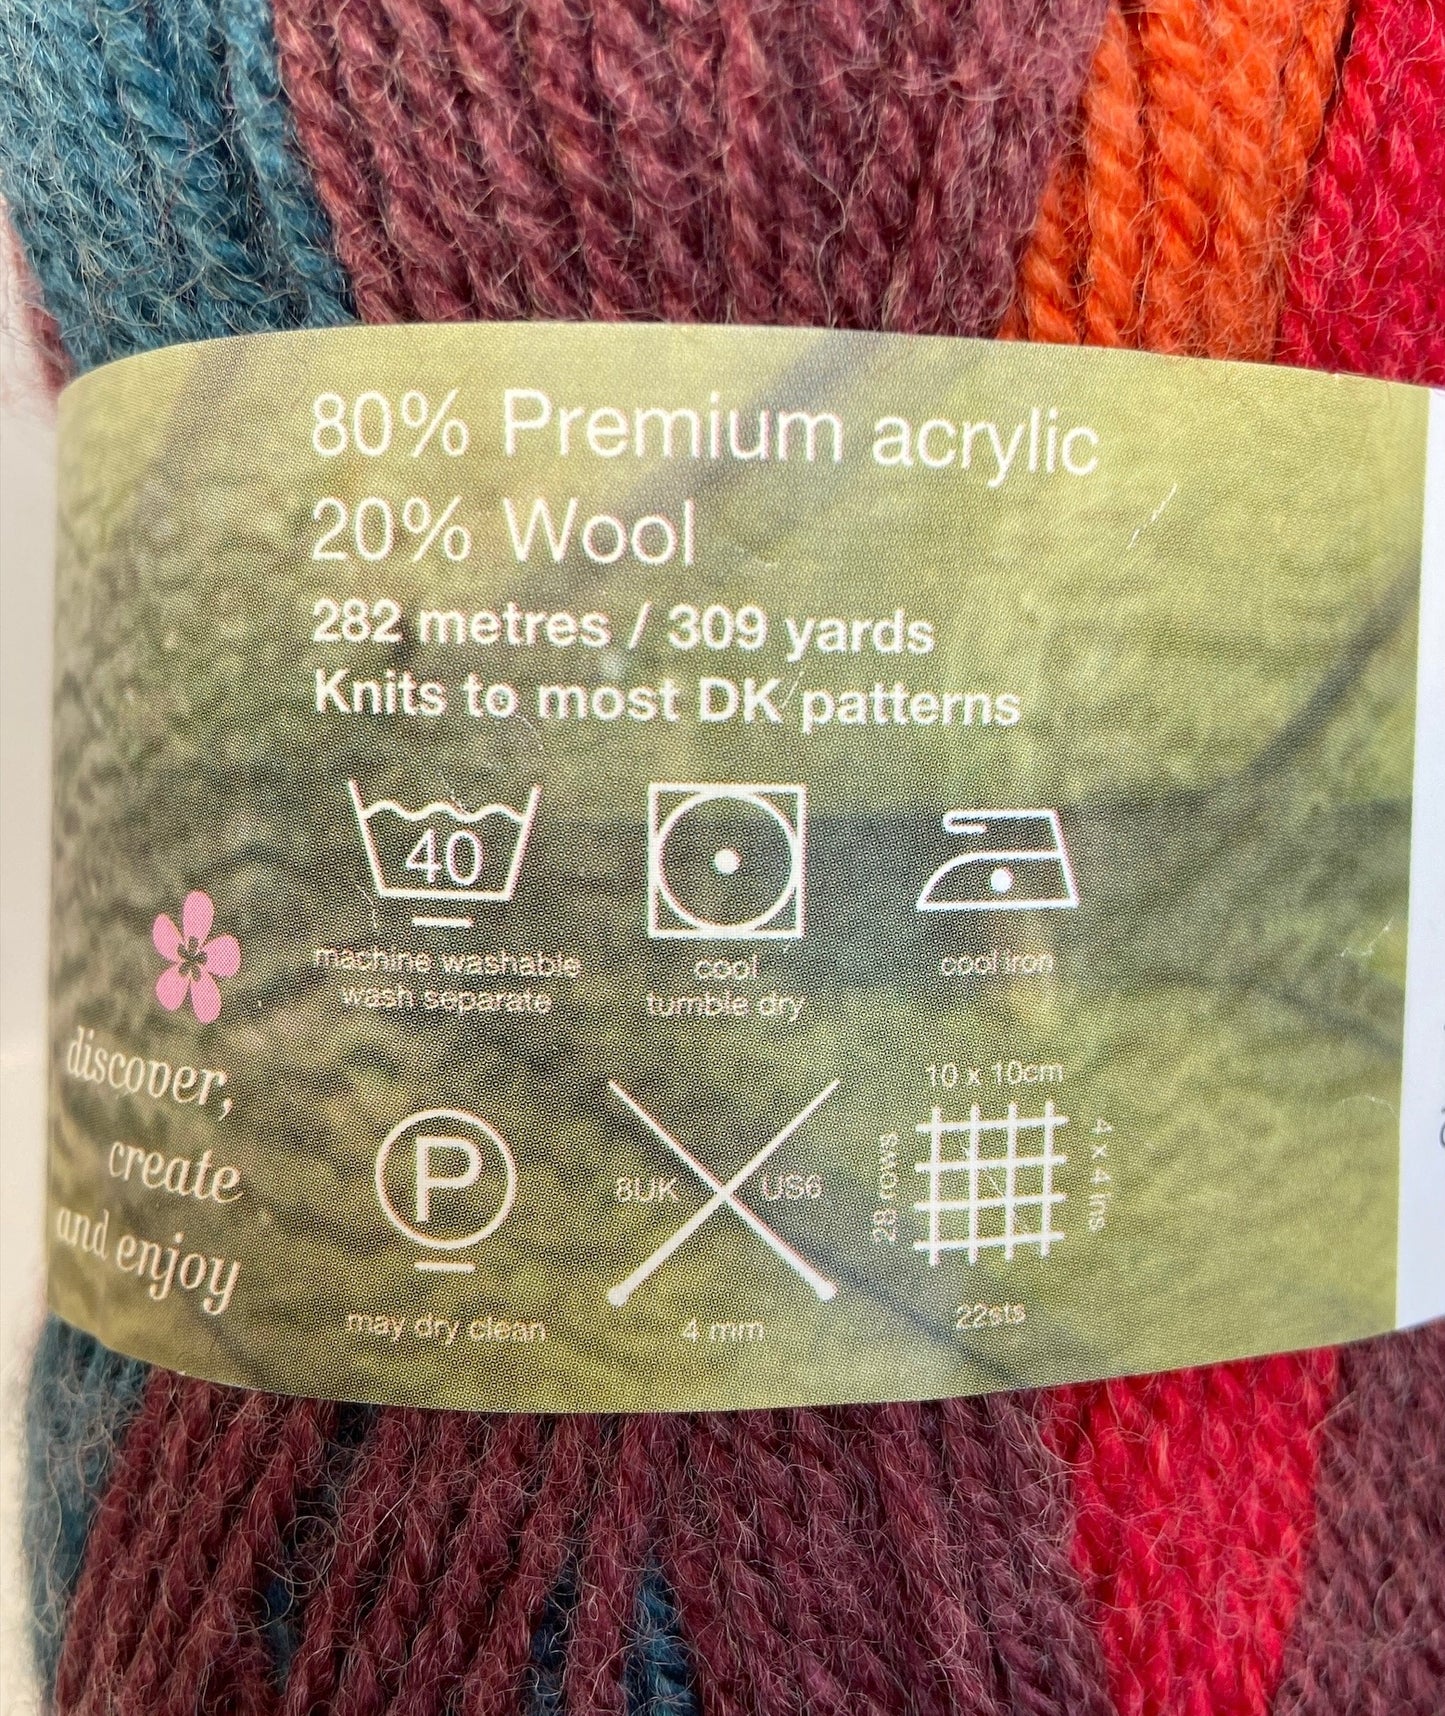 80% Premium acrylic
20% Wool
282 metres / 309 yards
Knits to most DK patterns
40
machine washable
wash separate
cool
tumble dry
cool iron
discover,
create
and enjoy
P
may dry clean
8UK
US6
4 mm
10 x 10cm
28 rows
4 x 4 ins
22sts